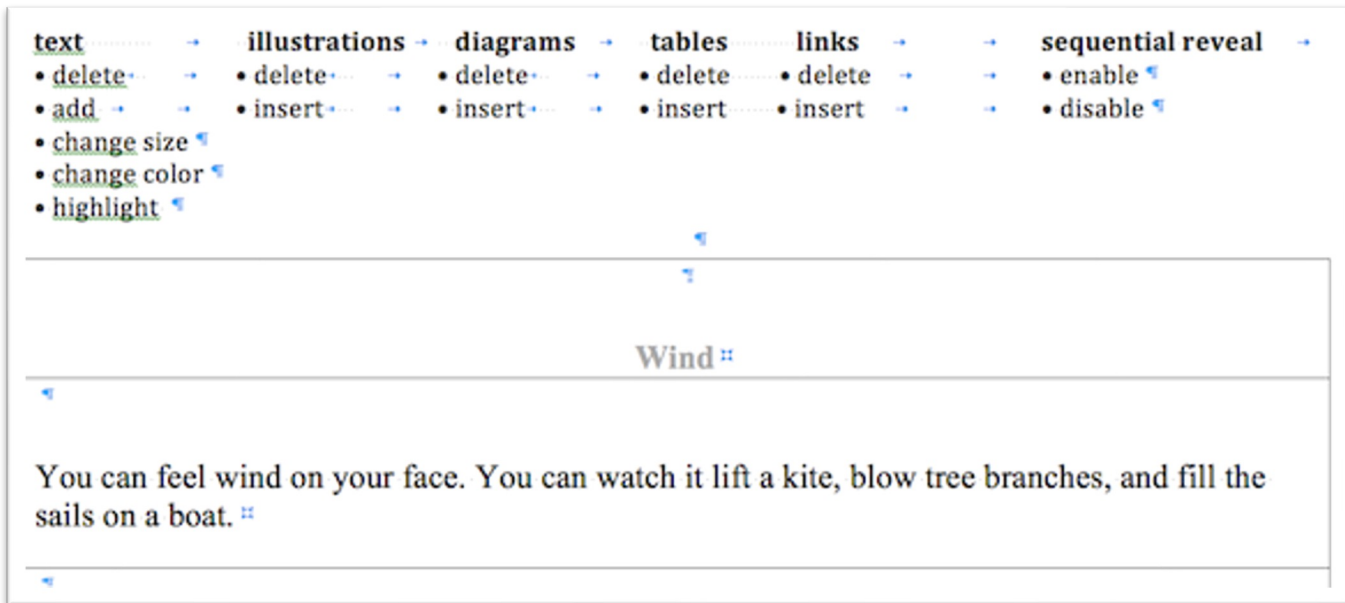 text illustrations diagrams tables links sequential reveal
• delete • delete • delete • delete • delete • enable
• add • insert • insert • insert • insert • disable
• change size
• change color
• highlight
Wind
You can feel wind on your face. You can watch it lift a kite, blow tree branches, and fill the
sails on a boat.